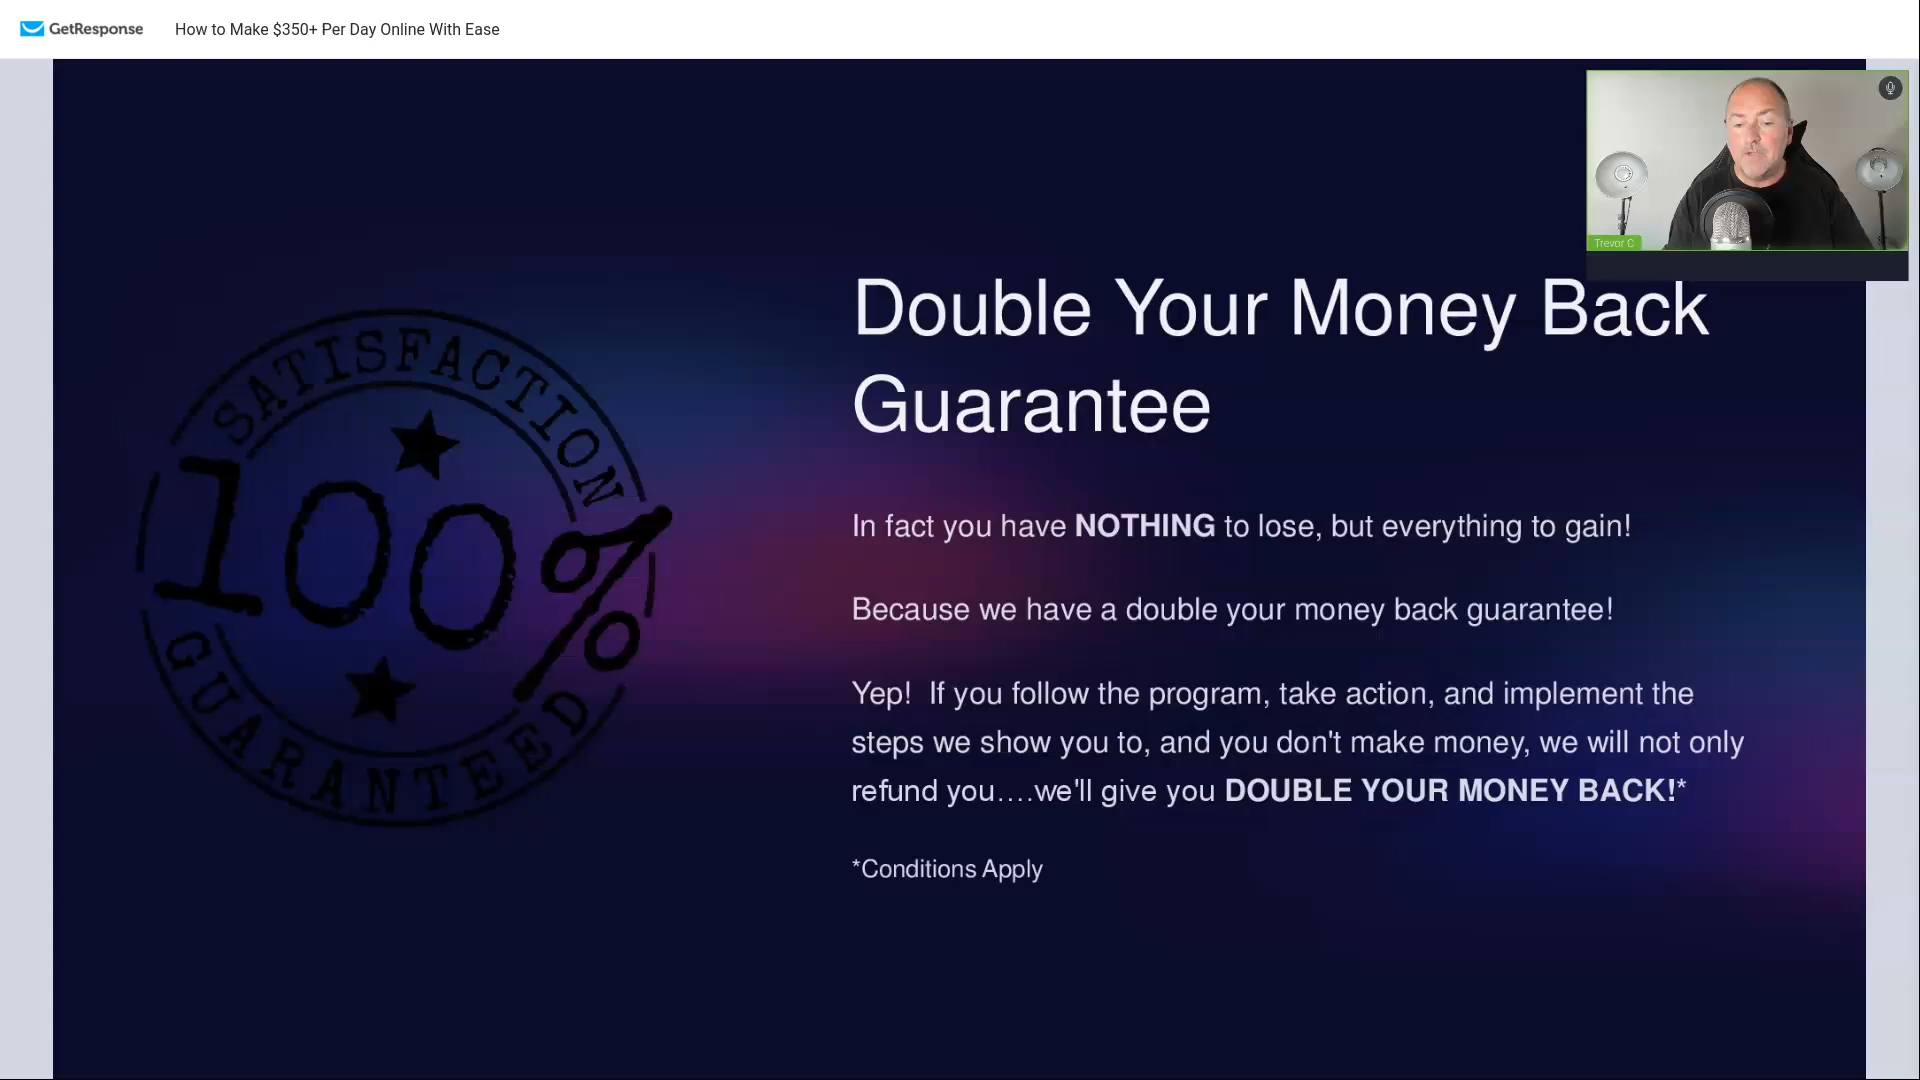 GetResponse
How to Make $350+ Per Day Online With Ease
Trevor C
SATISFACTION
100%
GUARANTEED
Double Your Money Back
Guarantee
In fact you have NOTHING to lose, but everything to gain!
Because we have a double your money back guarantee!
Yep!  If you follow the program, take action, and implement the
steps we show you to, and you don't make money, we will not only
refund you....we'll give you DOUBLE YOUR MONEY BACK!*
*Conditions Apply